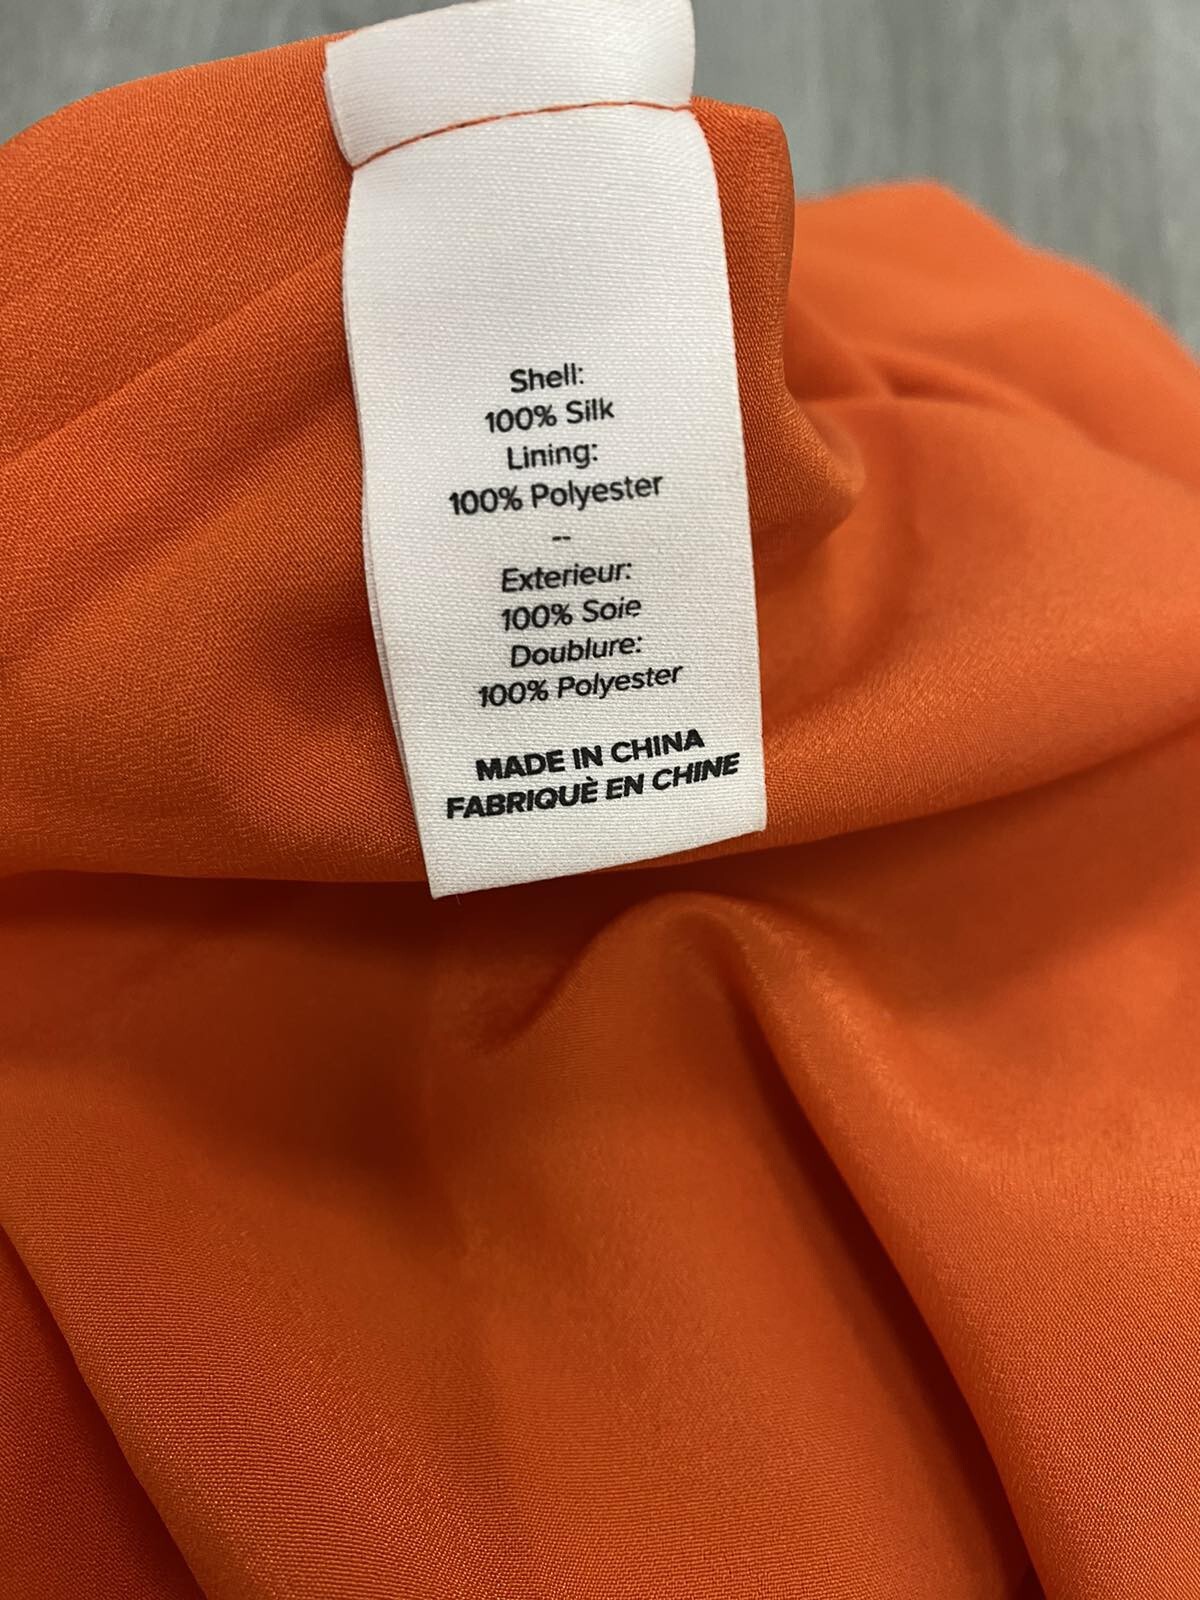 Shell:
100% Silk
Lining:
100% Polyester
--
Exterieur:
100% Soie
Doublure:
100% Polyester
MADE IN CHINA
FABRIQUÈ EN CHINE